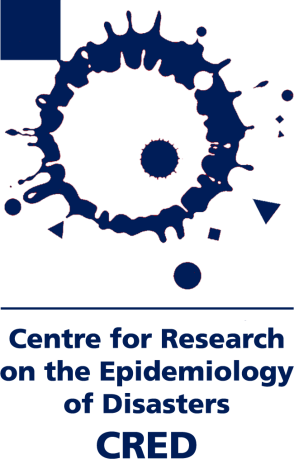 Centre for Research
on the Epidemiology
of Disasters
CRED